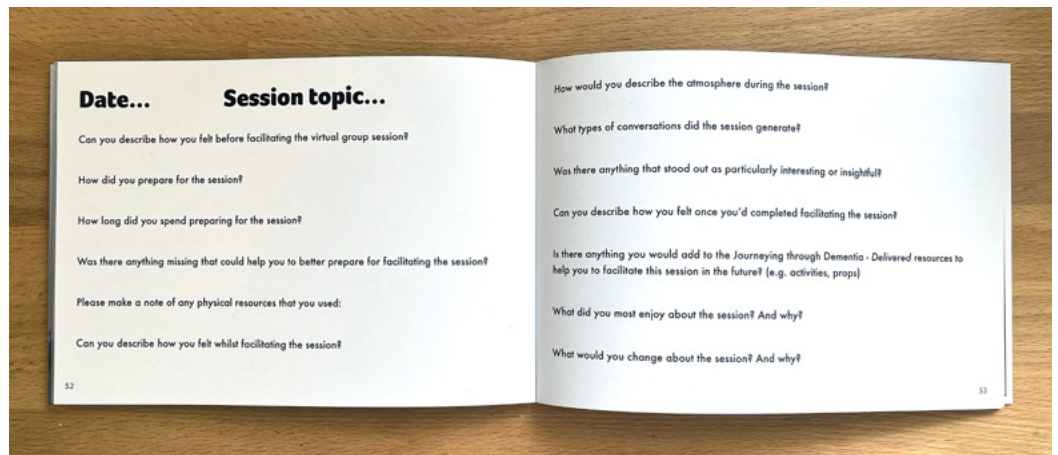 Date... Session topic...
Can you describe how you felt before facilitating the virtual group session?
How did you prepare for the session?
How long did you spend preparing for the session?
Was there anything missing that could help you to better prepare for facilitating the session?
Please make a note of any physical resources that you used:
Can you describe how you felt whilst facilitating the session?
52
How would you describe the atmosphere during the session?
What types of conversations did the session generate?
Was there anything that stood out as particularly interesting or insightful?
Can you describe how you felt once you'd completed facilitating the session?
Is there anything you would add to the Journeying through Dementia - Delivered resources to
help you to facilitate this session in the future? (e.g. activities, props)
What did you most enjoy about the session? And why?
What would you change about the session? And why?
53